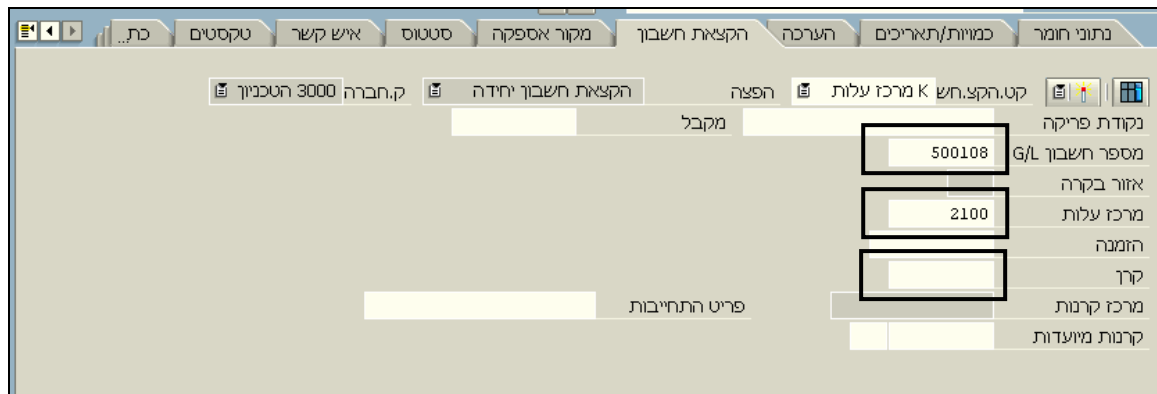 נתוני חומר כמויות/תאריכים הערכה הקצאת חשבון מקור אספקה סטטוס איש קשר טקסטים כת...
קט.הקצ.חש K מרכז עלות הפצה הקצאת חשבון יחידה ק.חברה 3000 הטכניון
נקודת פריקה מקבל
מספר חשבון G/L 500108
אזור בקרה
מרכז עלות 2100
הזמנה
קרן
מרכז קרנות פריט התחייבות
קרנות מיועדות